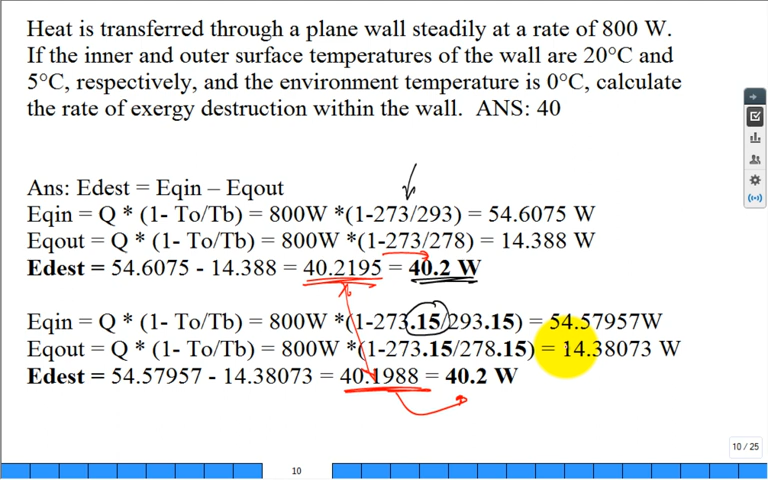 Heat is transferred through a plane wall steadily at a rate of 800 W.
If the inner and outer surface temperatures of the wall are 20°C and
5°C, respectively, and the environment temperature is 0°C, calculate
the rate of exergy destruction within the wall.  ANS: 40
Ans: Edest = Eqin – Eqout
Eqin = Q * (1- To/Tb) = 800W *(1-273/293) = 54.6075 W
Eqout = Q * (1- To/Tb) = 800W *(1-273/278) = 14.388 W
Edest = 54.6075 - 14.388 = 40.2195 = 40.2 W
Eqin = Q * (1- To/Tb) = 800W *(1-273.15/293.15) = 54.57957W
Eqout = Q * (1- To/Tb) = 800W *(1-273.15/278.15) = 14.38073 W
Edest = 54.57957 - 14.38073 = 40.1988 = 40.2 W
10 / 25
10